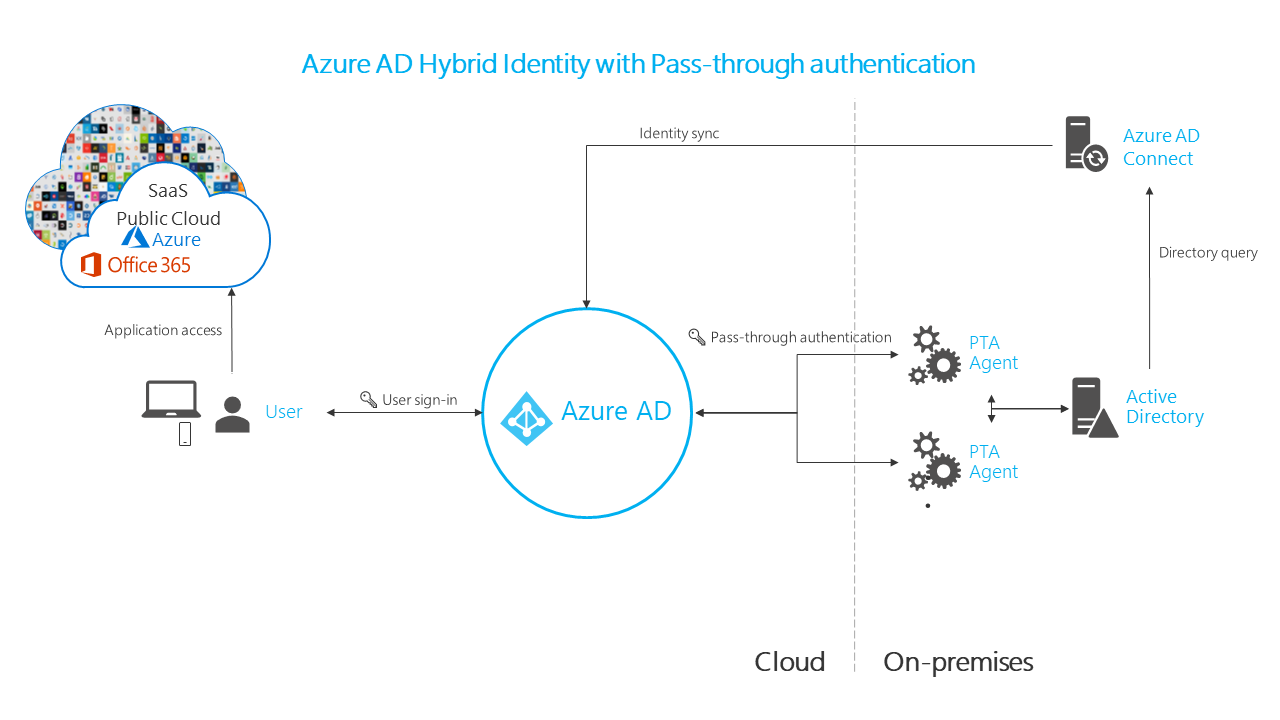 Azure AD Hybrid Identity with Pass-through authentication
Identity sync
Azure AD
Connect
SaaS
Public Cloud
Azure
Office 365
Directory query
Application access
Pass-through authentication
PTA
Agent
User sign-in
User
Azure AD
Active
Directory
PTA
Agent
Cloud
On-premises